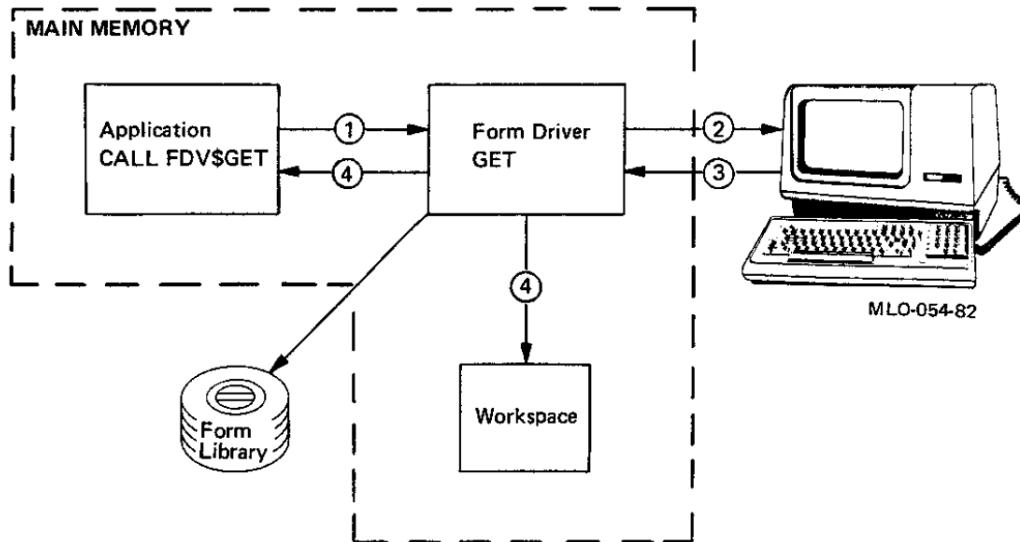 MAIN MEMORY
Application
CALL FDV$GET
1
4
Form Driver
GET
2
3
MLO-054-82
4
Form
Library
Workspace